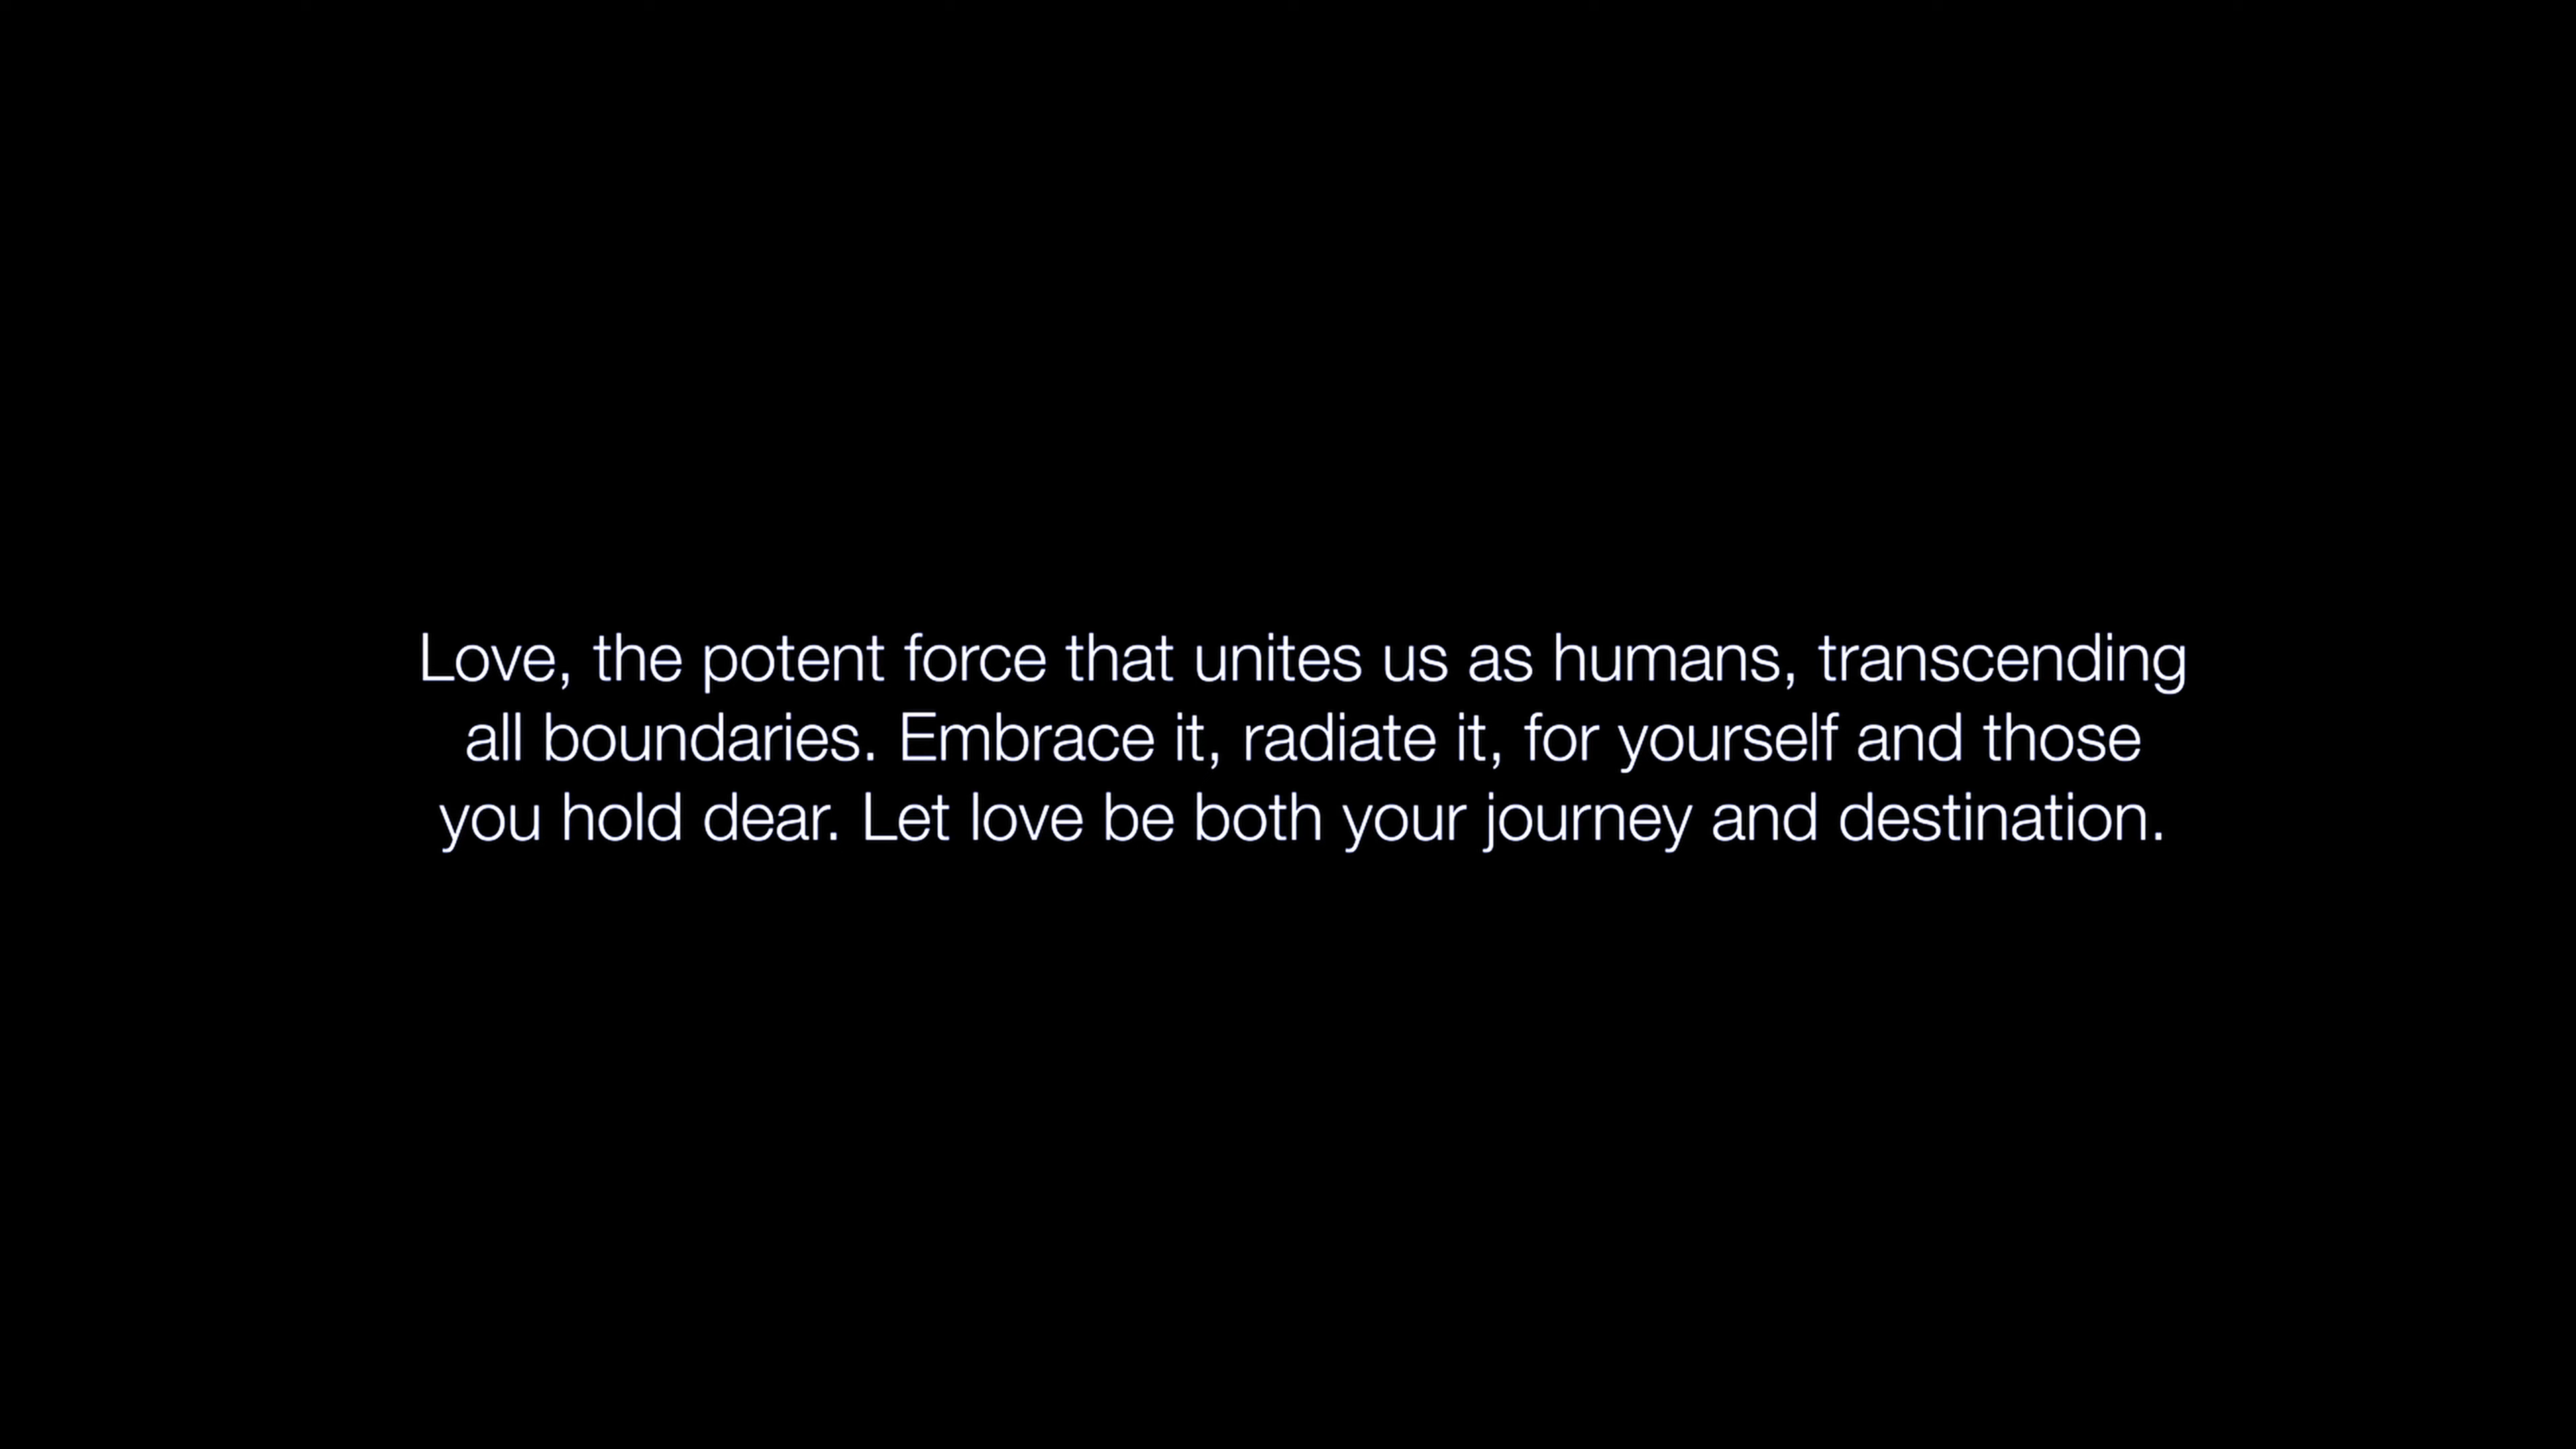 Love, the potent force that unites us as humans, transcending
all boundaries. Embrace it, radiate it, for yourself and those
you hold dear. Let love be both your journey and destination.